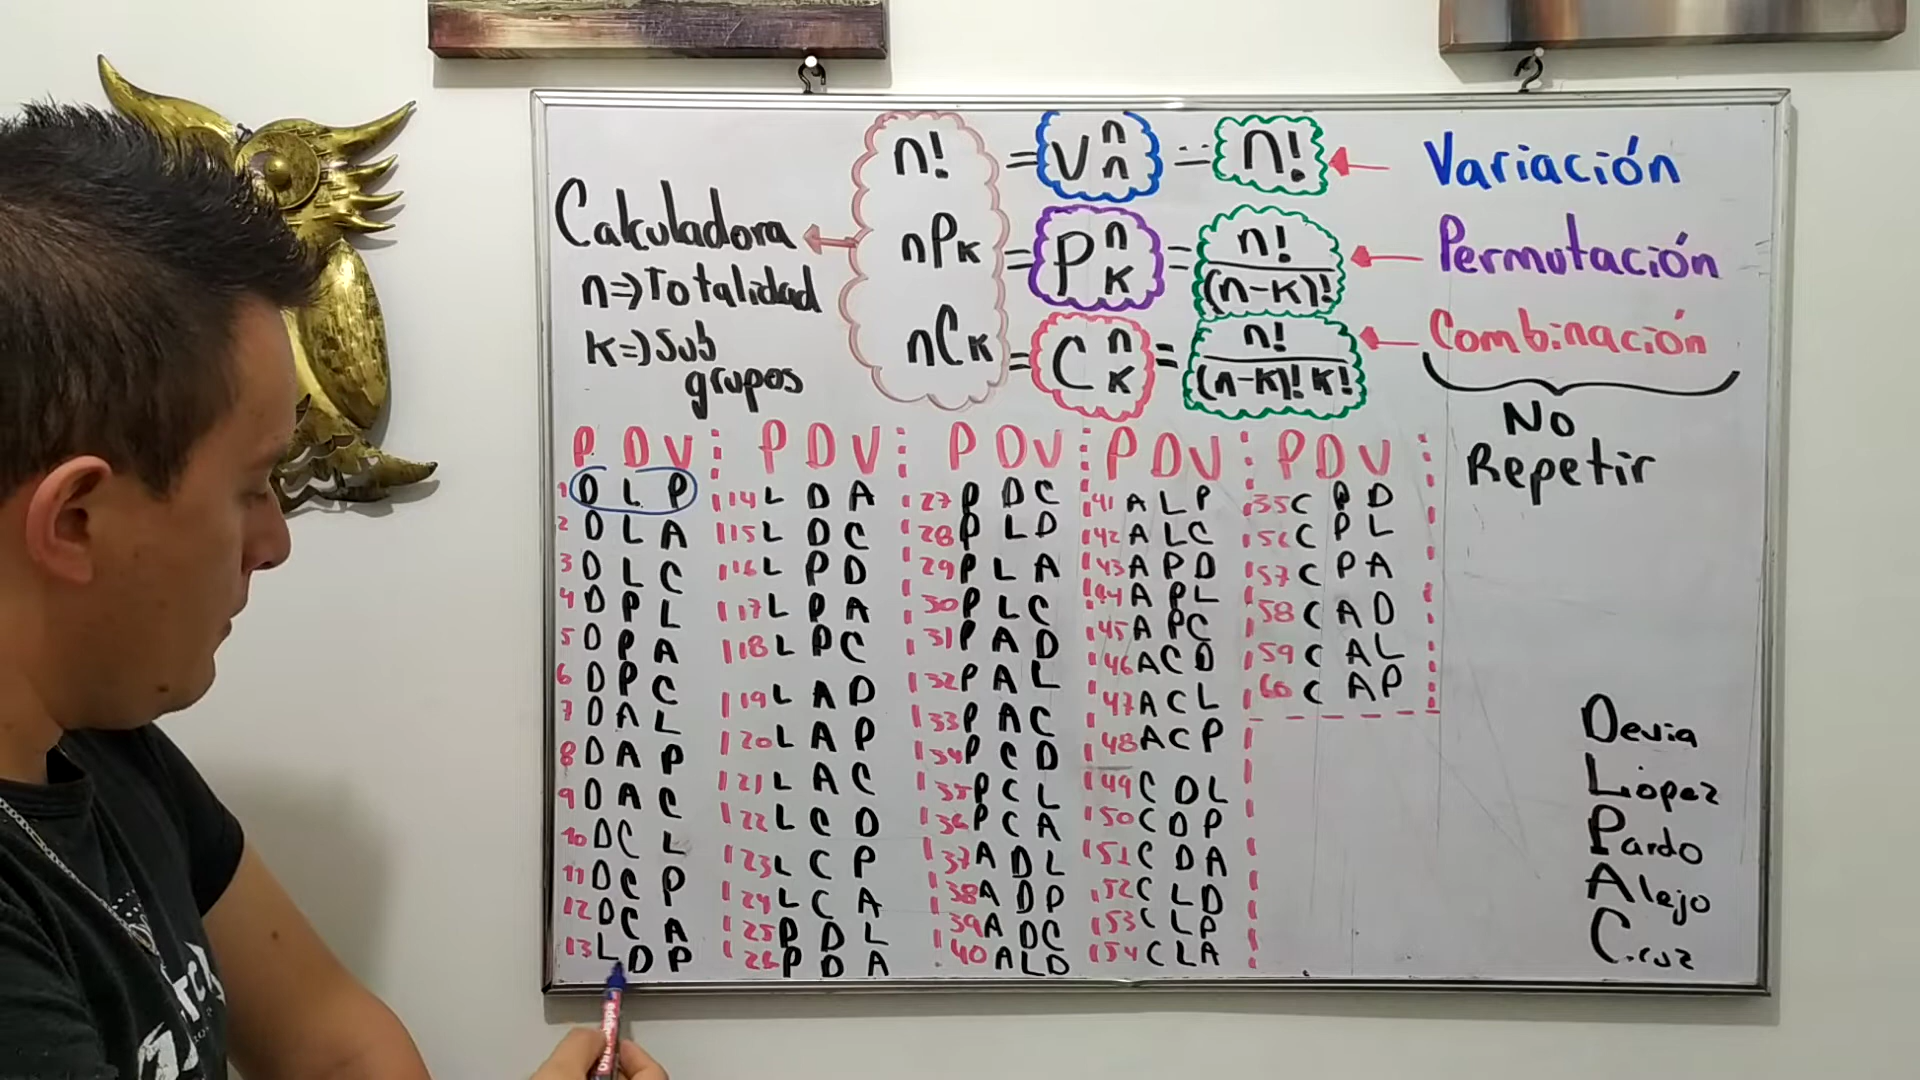 n! = V n n = n! ← Variación
Calculadora ← nPk = P n k = n! / (n-k)! ← Permutación
n ⇒ Totalidad
k ⇒ Sub grupos
nCk = C n k = n! / (n-k)! k! ← Combinación
No
Repetir
P D V
1 D L P
2 D L A
3 D L C
4 D P L
5 D P A
6 D P C
7 D A L
8 D A P
9 D A C
10 D C L
11 D C P
12 D C A
13 L D P
P D V
14 L D A
15 L D C
16 L P D
17 L P A
18 L P C
19 L A D
20 L A P
21 L A C
22 L C D
23 L C P
24 L C A
25 P D L
26 P D A
P D V
27 P D C
28 P L D
29 P L A
30 P L C
31 P A D
32 P A L
33 P A C
34 P C D
35 P C L
36 P C A
37 A D L
38 A D P
39 A D C
40 A L D
P D V
41 A L P
42 A L C
43 A P D
44 A P L
45 A P C
46 A C D
47 A C L
48 A C P
49 C D L
50 C D P
51 C D A
52 C L D
53 C L P
54 C L A
P D V
55 C P D
56 C P L
57 C P A
58 C A D
59 C A L
60 C A P
Devia
López
Pardo
Alejo
Cruz